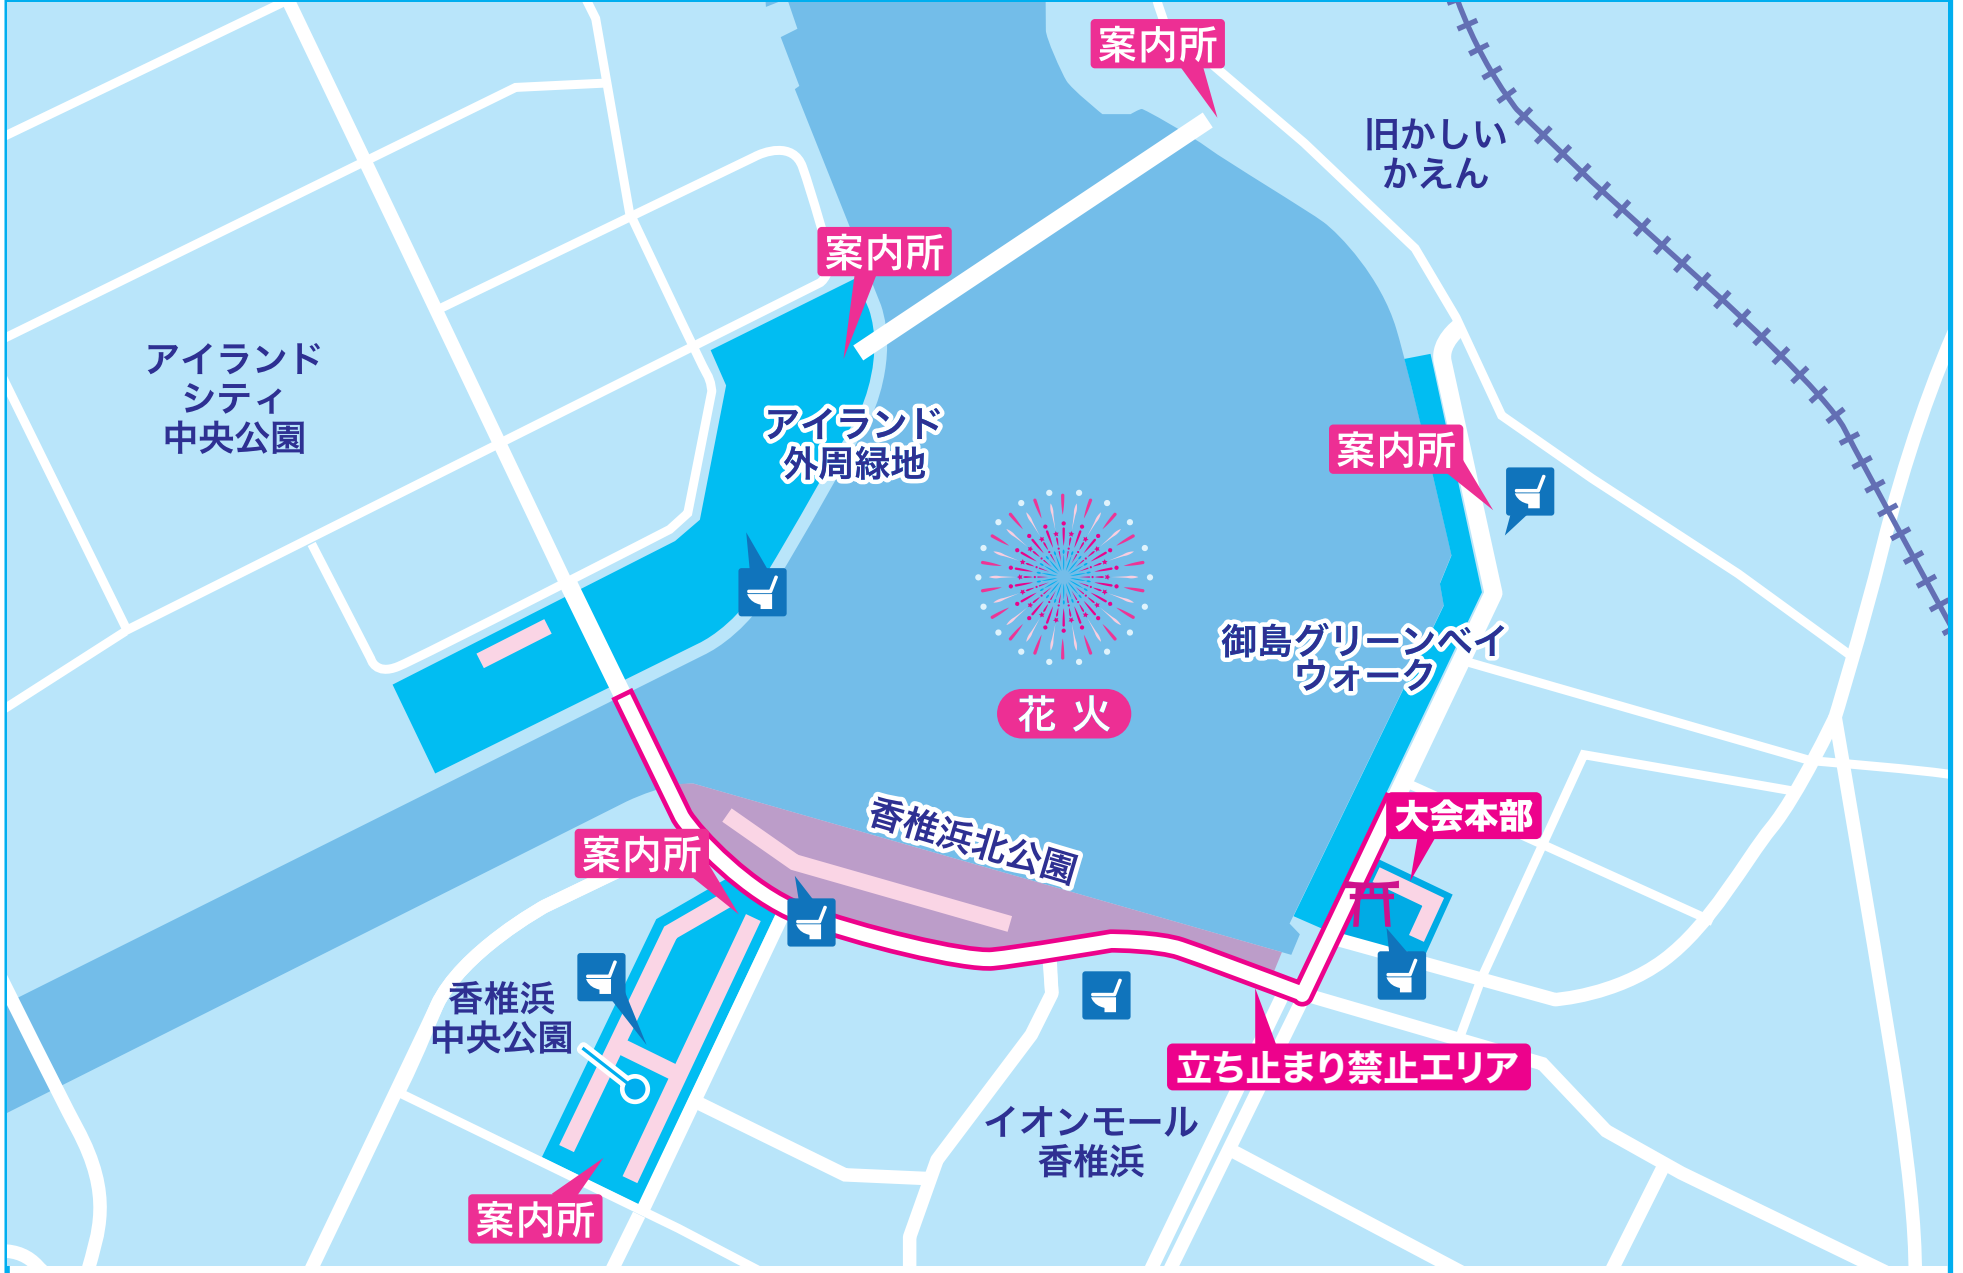 案内所
旧かしい
かえん
案内所
アイランド
シティ
中央公園
アイランド
外周緑地
案内所
御島グリーンベイ
ウォーク
花火
香椎浜北公園
大会本部
案内所
香椎浜
中央公園
立ち止まり禁止エリア
イオンモール
香椎浜
案内所